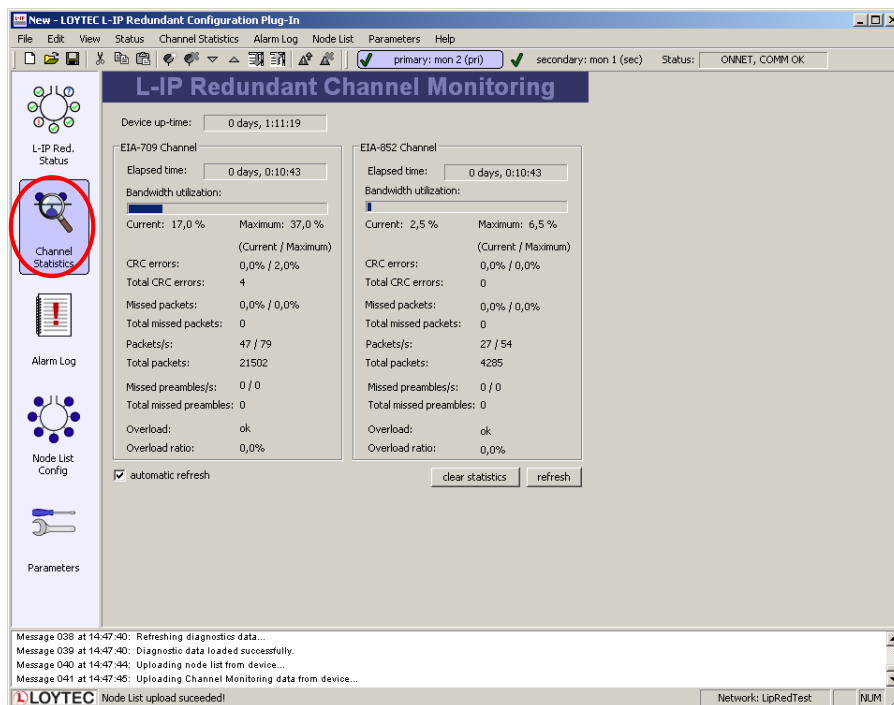 New - LOYTEC L-IP Redundant Configuration Plug-In
File Edit View Status Channel Statistics Alarm Log Node List Parameters Help
primary: mon 2 (pri) secondary: mon 1 (sec) Status: ONNET, COMM OK
L-IP Redundant Channel Monitoring
L-IP Red.
Status
Channel
Statistics
Alarm Log
Node List
Config
Parameters
Device up-time: 0 days, 1:11:19
EIA-709 Channel
Elapsed time: 0 days, 0:10:43
Bandwidth utilization:
Current: 17,0 % Maximum: 37,0 %
(Current / Maximum)
CRC errors: 0,0% / 2,0%
Total CRC errors: 4
Missed packets: 0,0% / 0,0%
Total missed packets: 0
Packets/s: 47 / 79
Total packets: 21502
Missed preambles/s: 0 / 0
Total missed preambles: 0
Overload: ok
Overload ratio: 0,0%
EIA-852 Channel
Elapsed time: 0 days, 0:10:43
Bandwidth utilization:
Current: 2,5 % Maximum: 6,5 %
(Current / Maximum)
CRC errors: 0,0% / 0,0%
Total CRC errors: 0
Missed packets: 0,0% / 0,0%
Total missed packets: 0
Packets/s: 27 / 54
Total packets: 4285
Missed preambles/s: 0 / 0
Total missed preambles: 0
Overload: ok
Overload ratio: 0,0%
automatic refresh
clear statistics refresh
Message 038 at 14:47:40: Refreshing diagnostics data...
Message 039 at 14:47:40: Diagnostic data loaded successfully.
Message 040 at 14:47:44: Uploading node list from device...
Message 041 at 14:47:45: Uploading Channel Monitoring data from device...
LOYTEC Node List upload suceeded! Network: LipRedTest NUM